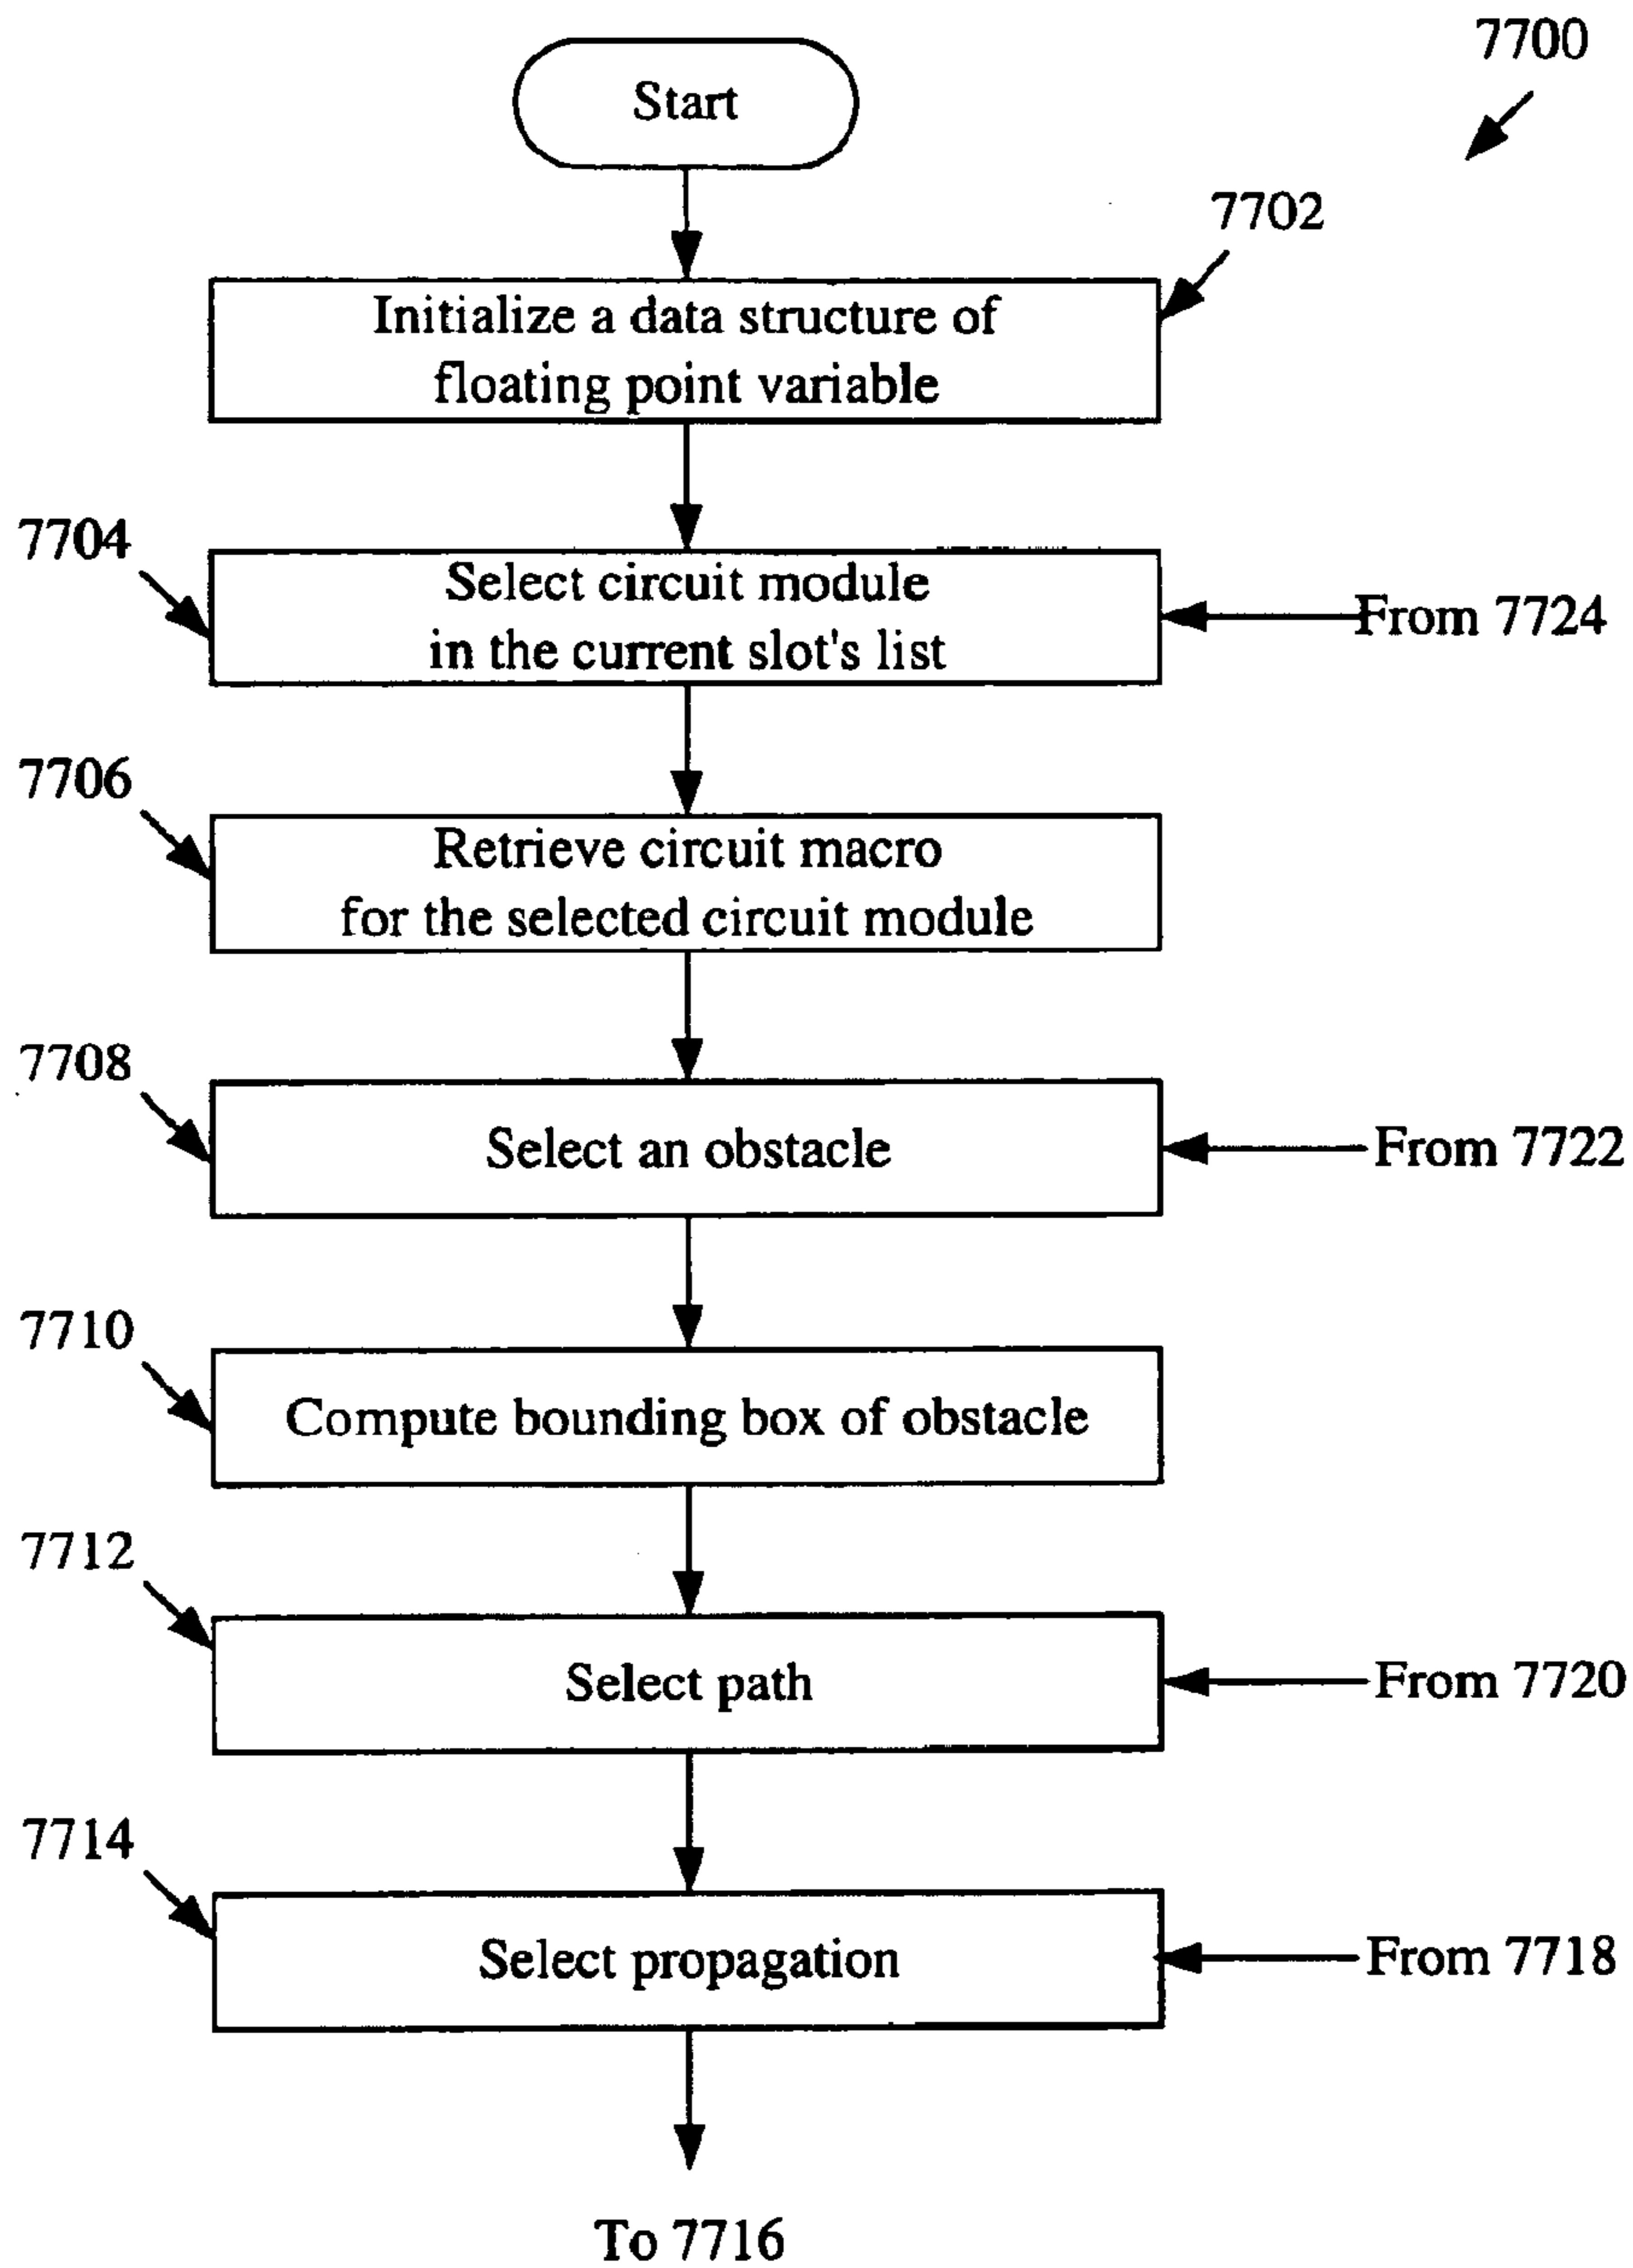 7700
Start
7702
Initialize a data structure of
floating point variable
7704
Select circuit module
in the current slot's list
From 7724
7706
Retrieve circuit macro
for the selected circuit module
7708
Select an obstacle
From 7722
7710
Compute bounding box of obstacle
7712
Select path
From 7720
7714
Select propagation
From 7718
To 7716